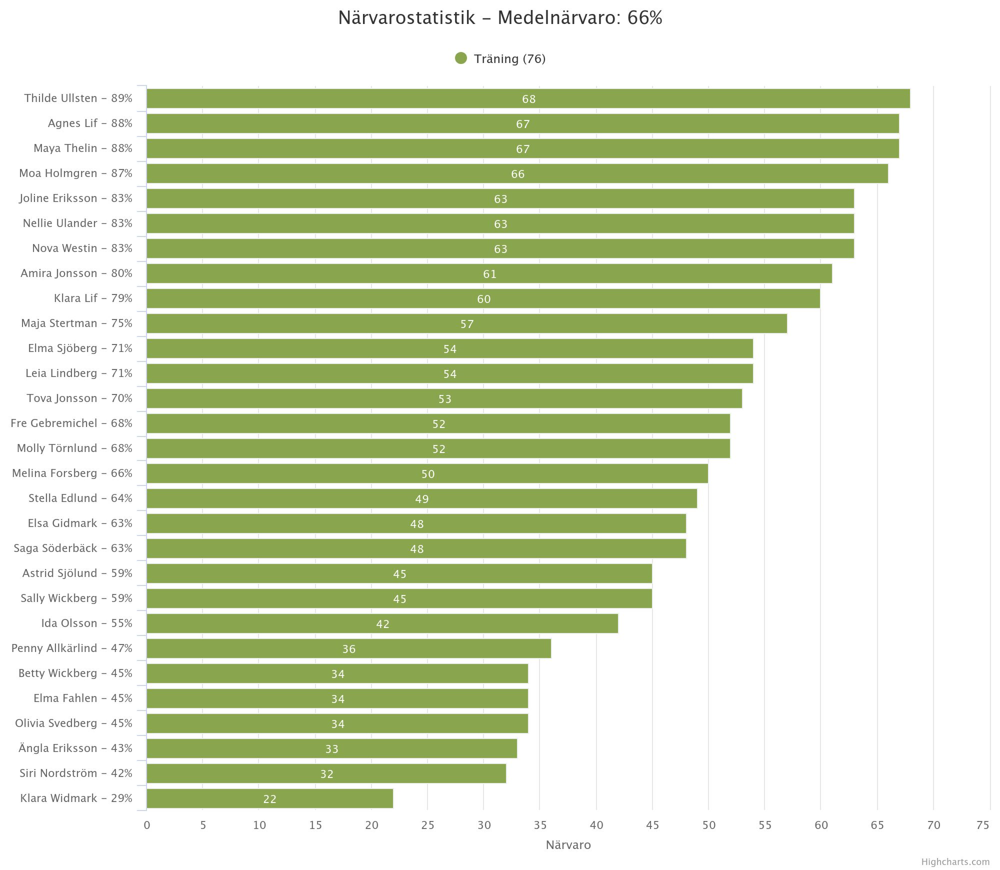 Närvarostatistik – Medelnärvaro: 66%
Träning (76)
Thilde Ullsten – 89% 68
Agnes Lif – 88% 67
Maya Thelin – 88% 67
Moa Holmgren – 87% 66
Joline Eriksson – 83% 63
Nellie Ulander – 83% 63
Nova Westin – 83% 63
Amira Jonsson – 80% 61
Klara Lif – 79% 60
Maja Stertman – 75% 57
Elma Sjöberg – 71% 54
Leia Lindberg – 71% 54
Tova Jonsson – 70% 53
Fre Gebremichel – 68% 52
Molly Törnlund – 68% 52
Melina Forsberg – 66% 50
Stella Edlund – 64% 49
Elsa Gidmark – 63% 48
Saga Söderbäck – 63% 48
Astrid Sjölund – 59% 45
Sally Wickberg – 59% 45
Ida Olsson – 55% 42
Penny Allkärlind – 47% 36
Betty Wickberg – 45% 34
Elma Fahlen – 45% 34
Olivia Svedberg – 45% 34
Ängla Eriksson – 43% 33
Siri Nordström – 42% 32
Klara Widmark – 29% 22
0 5 10 15 20 25 30 35 40 45 50 55 60 65 70 75
Närvaro
Highcharts.com